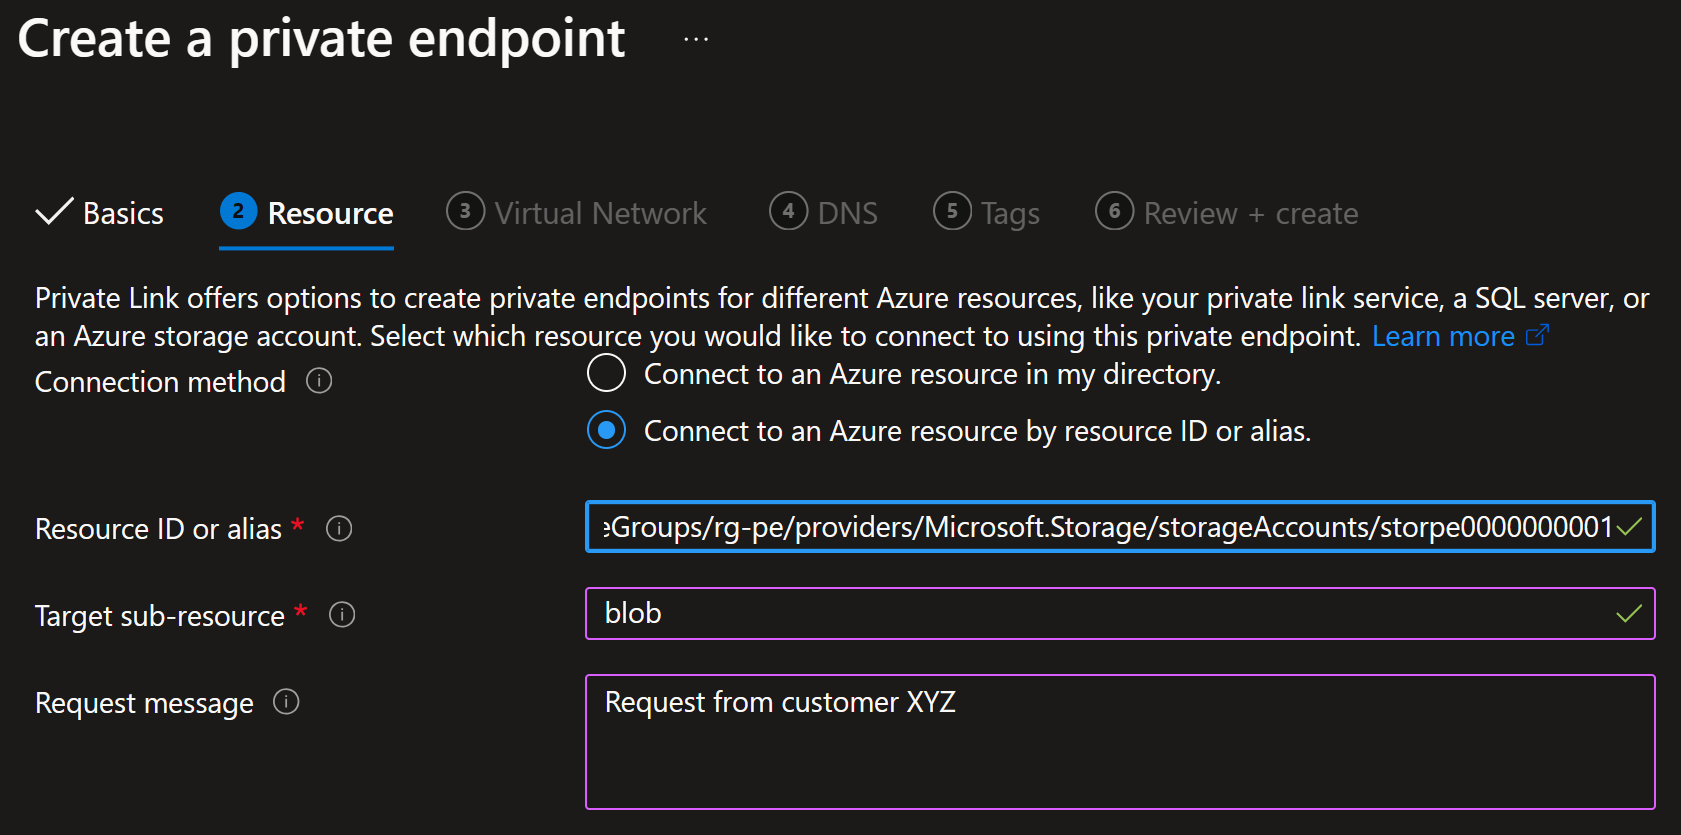 Create a private endpoint ...
Basics 2 Resource 3 Virtual Network 4 DNS 5 Tags 6 Review + create
Private Link offers options to create private endpoints for different Azure resources, like your private link service, a SQL server, or
an Azure storage account. Select which resource you would like to connect to using this private endpoint. Learn more
Connection method
Connect to an Azure resource in my directory.
Connect to an Azure resource by resource ID or alias.
Resource ID or alias * eGroups/rg-pe/providers/Microsoft.Storage/storageAccounts/storpe0000000001
Target sub-resource * blob
Request message Request from customer XYZ